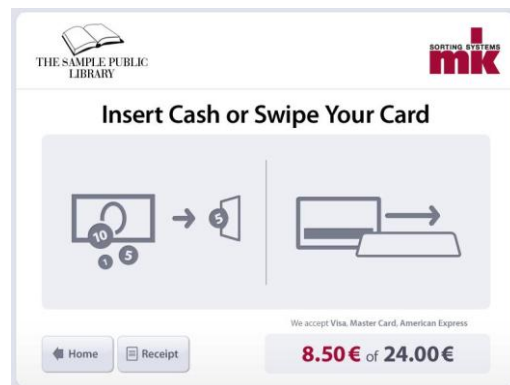 THE SAMPLE PUBLIC
LIBRARY
SORTING SYSTEMS
mk
Insert Cash or Swipe Your Card
10
1
5
5
We accept Visa, Master Card, American Express
Home
Receipt
8.50 € of 24.00 €